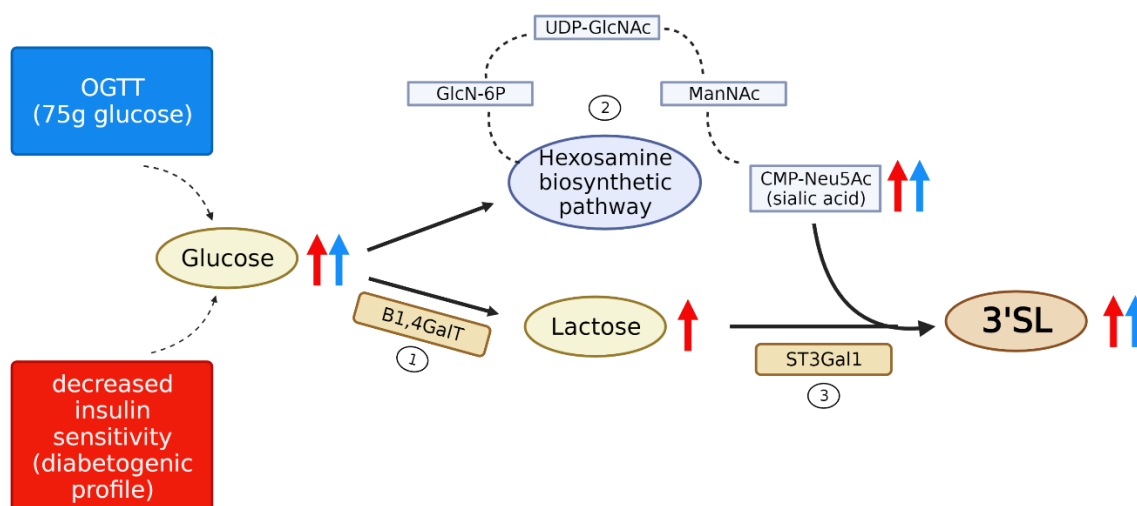 OGTT
(75g glucose)
UDP-GlcNAc
GlcN-6P
ManNAc
2
Hexosamine
biosynthetic
pathway
CMP-Neu5Ac
(sialic acid)
Glucose
B1,4GalT
1
Lactose
3'SL
ST3Gal1
3
decreased
insulin
sensitivity
(diabetogenic
profile)